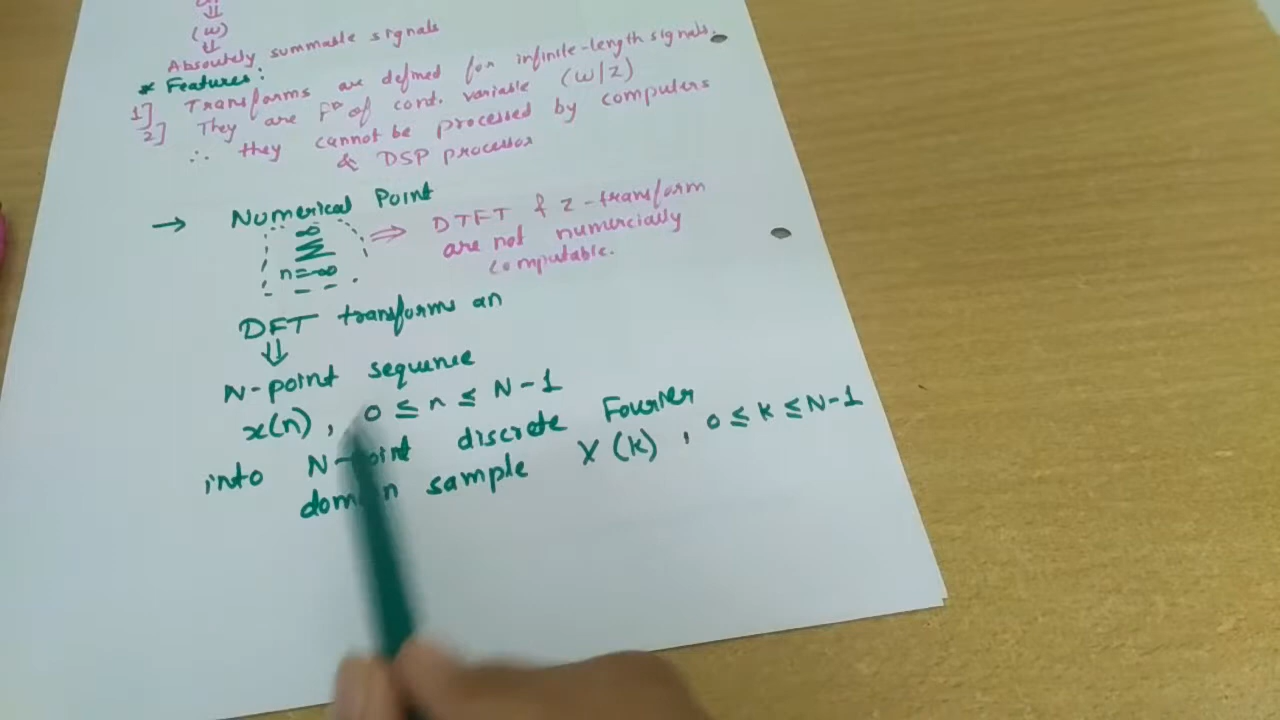 (w)
Absolutely summable signals
* Features:
1] Transforms are defined for infinite-length signals.
2] They are Fⁿ of cont. variable (w/z)
∴ they cannot be processed by computers
& DSP processor
→ Numerical Point
∞
Σ
n=-∞
⇒ DTFT & z-transform
are not numercially
computable.
DFT transforms an
N-point sequence
x(n), 0 ≤ n ≤ N-1
into N-point discrete Fourier
domain sample X(k), 0 ≤ k ≤ N-1